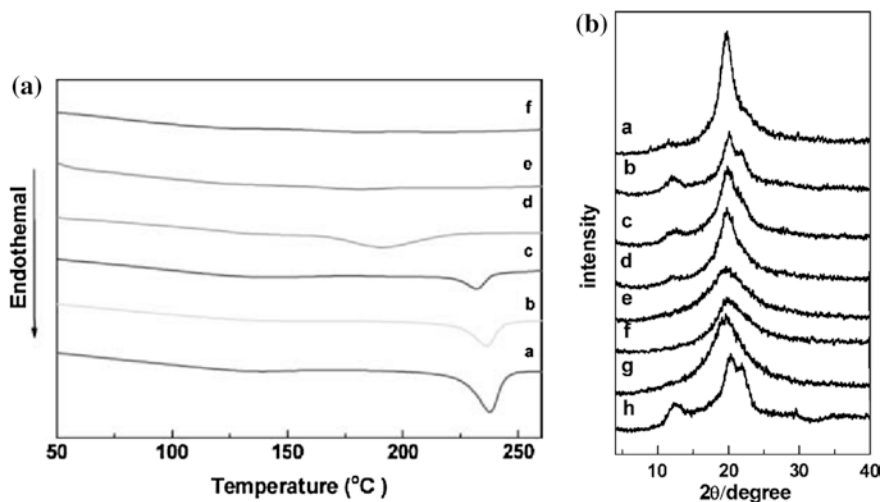 (a)
f
e
d
c
b
a
Endothemal
50 100 150 200 250
Temperature (°C)
(b)
a
b
c
d
e
f
g
h
intensity
10 20 30 40
2θ/degree